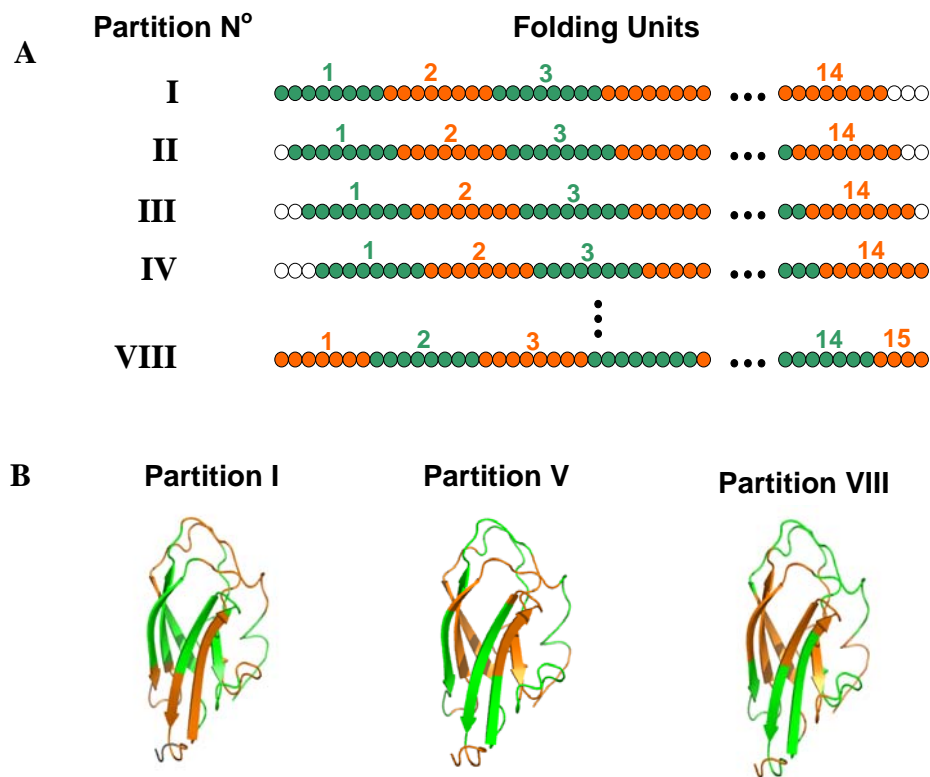 Partition Nº Folding Units
A
1 2 3 14
I
1 2 3 14
II
1 2 3 14
III
1 2 3 14
IV
1 2 3 14 15
VIII
B Partition I Partition V Partition VIII